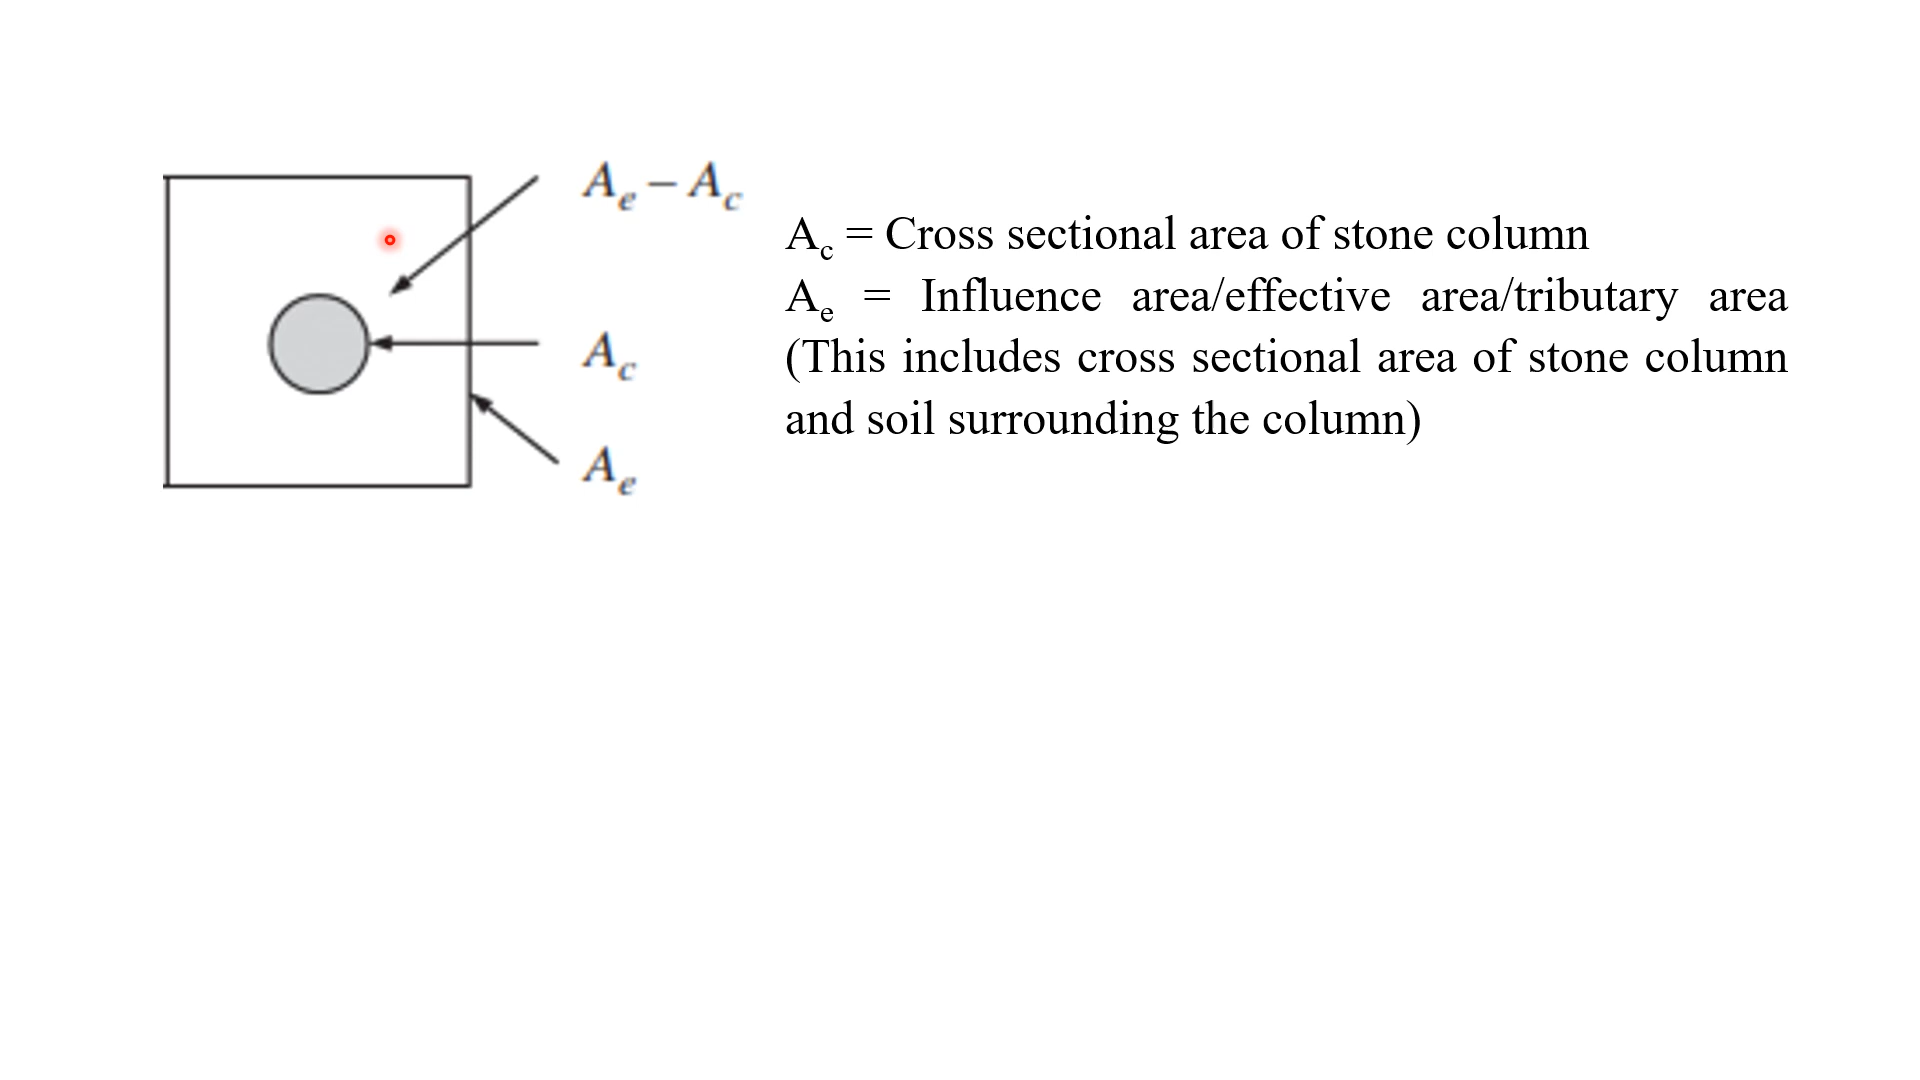 Ae – Ac
Ac
Ae
Ac = Cross sectional area of stone column
Ae = Influence area/effective area/tributary area
(This includes cross sectional area of stone column
and soil surrounding the column)